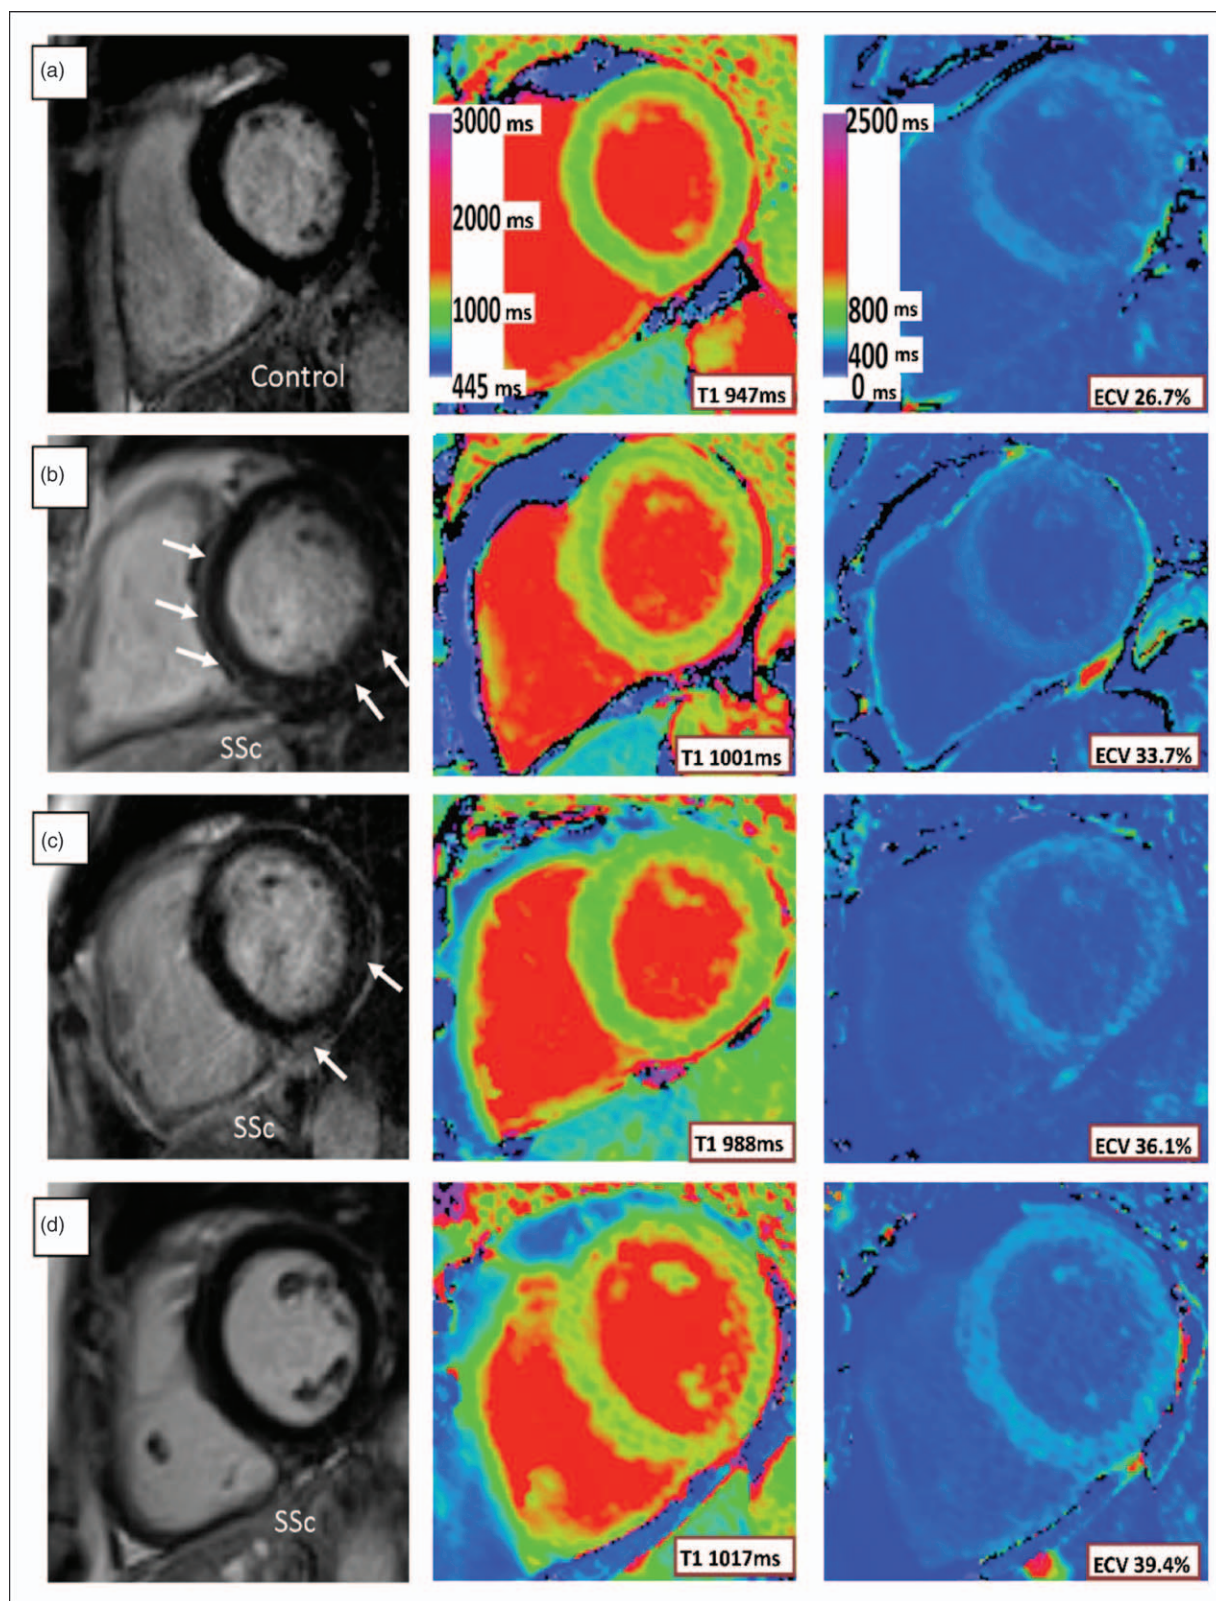 (a)
3000 ms
2000 ms
1000 ms
445 ms
Control
T1 947ms
2500 ms
800 ms
400 ms
0 ms
ECV 26.7%
(b)
SSc
T1 1001ms
ECV 33.7%
(c)
SSc
T1 988ms
ECV 36.1%
(d)
SSc
T1 1017ms
ECV 39.4%